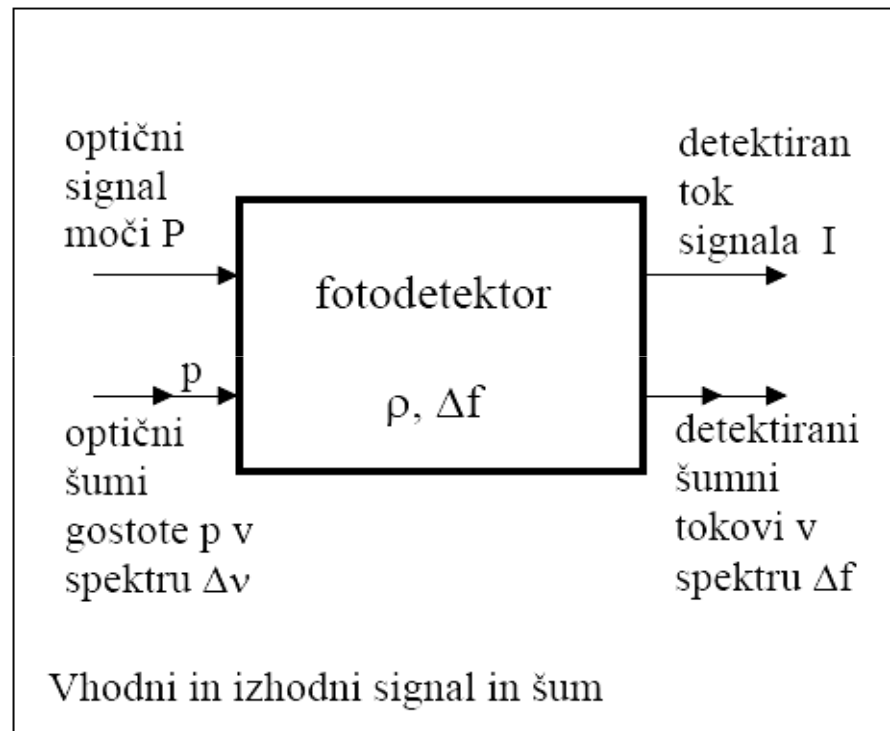 optični
signal
moči P
detektiran
tok
signala I
fotodetektor
ρ, Δf
p
optični
šumi
gostote p v
spektru Δν
detektirani
šumni
tokovi v
spektru Δf
Vhodni in izhodni signal in šum